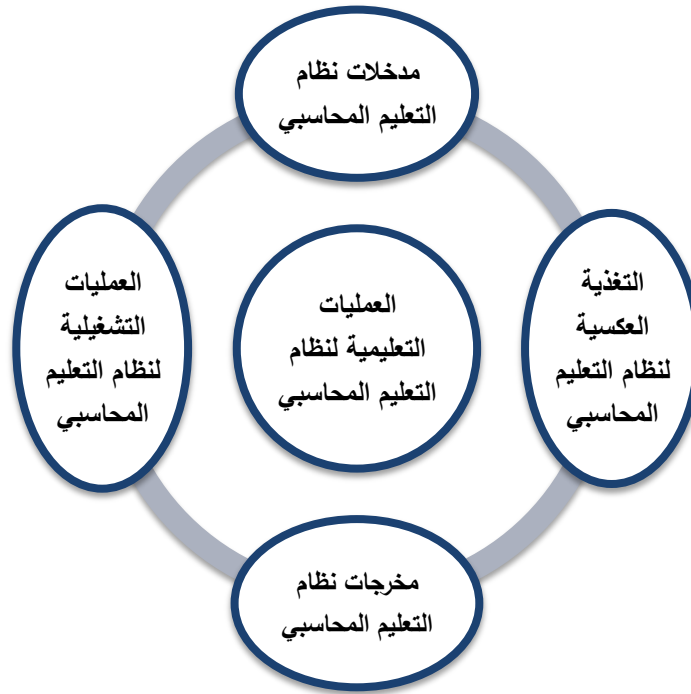 مدخلات نظام
التعليم المحاسبي
التغذية
العكسية
لنظام التعليم
المحاسبي
العمليات
التعليمية لنظام
التعليم المحاسبي
العمليات
التشغيلية
لنظام التعليم
المحاسبي
مخرجات نظام
التعليم المحاسبي